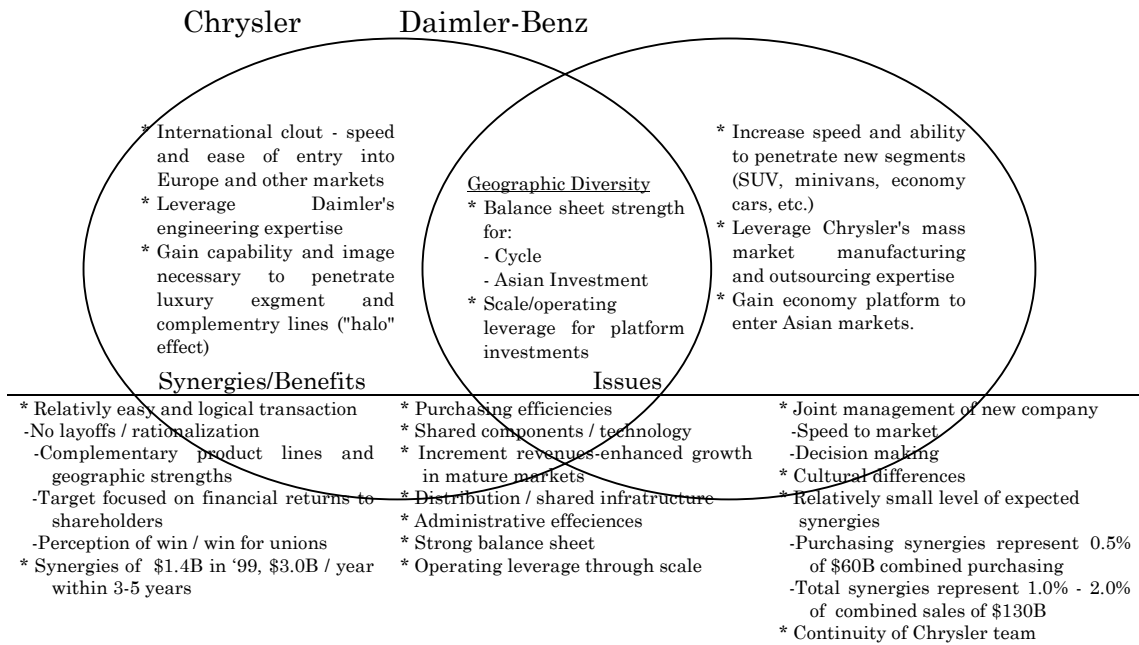 Chrysler
Daimler-Benz
* International clout - speed
and ease of entry into
Europe and other markets
* Leverage Daimler's
engineering expertise
* Gain capability and image
necessary to penetrate
luxury exgment and
complementry lines ("halo"
effect)
Geographic Diversity
* Balance sheet strength
for:
- Cycle
- Asian Investment
* Scale/operating
leverage for platform
investments
* Increase speed and ability
to penetrate new segments
(SUV, minivans, economy
cars, etc.)
* Leverage Chrysler's mass
market manufacturing
and outsourcing expertise
* Gain economy platform to
enter Asian markets.
Synergies/Benefits
Issues
* Relativly easy and logical transaction
-No layoffs / rationalization
-Complementary product lines and
geographic strengths
-Target focused on financial returns to
shareholders
-Perception of win / win for unions
* Synergies of $1.4B in ‘99, $3.0B / year
within 3-5 years
* Purchasing efficiencies
* Shared components / technology
* Increment revenues-enhanced growth
in mature markets
* Distribution / shared infratructure
* Administrative effeciences
* Strong balance sheet
* Operating leverage through scale
* Joint management of new company
-Speed to market
-Decision making
* Cultural differences
* Relatively small level of expected
synergies
-Purchasing synergies represent 0.5%
of $60B combined purchasing
-Total synergies represent 1.0% - 2.0%
of combined sales of $130B
* Continuity of Chrysler team